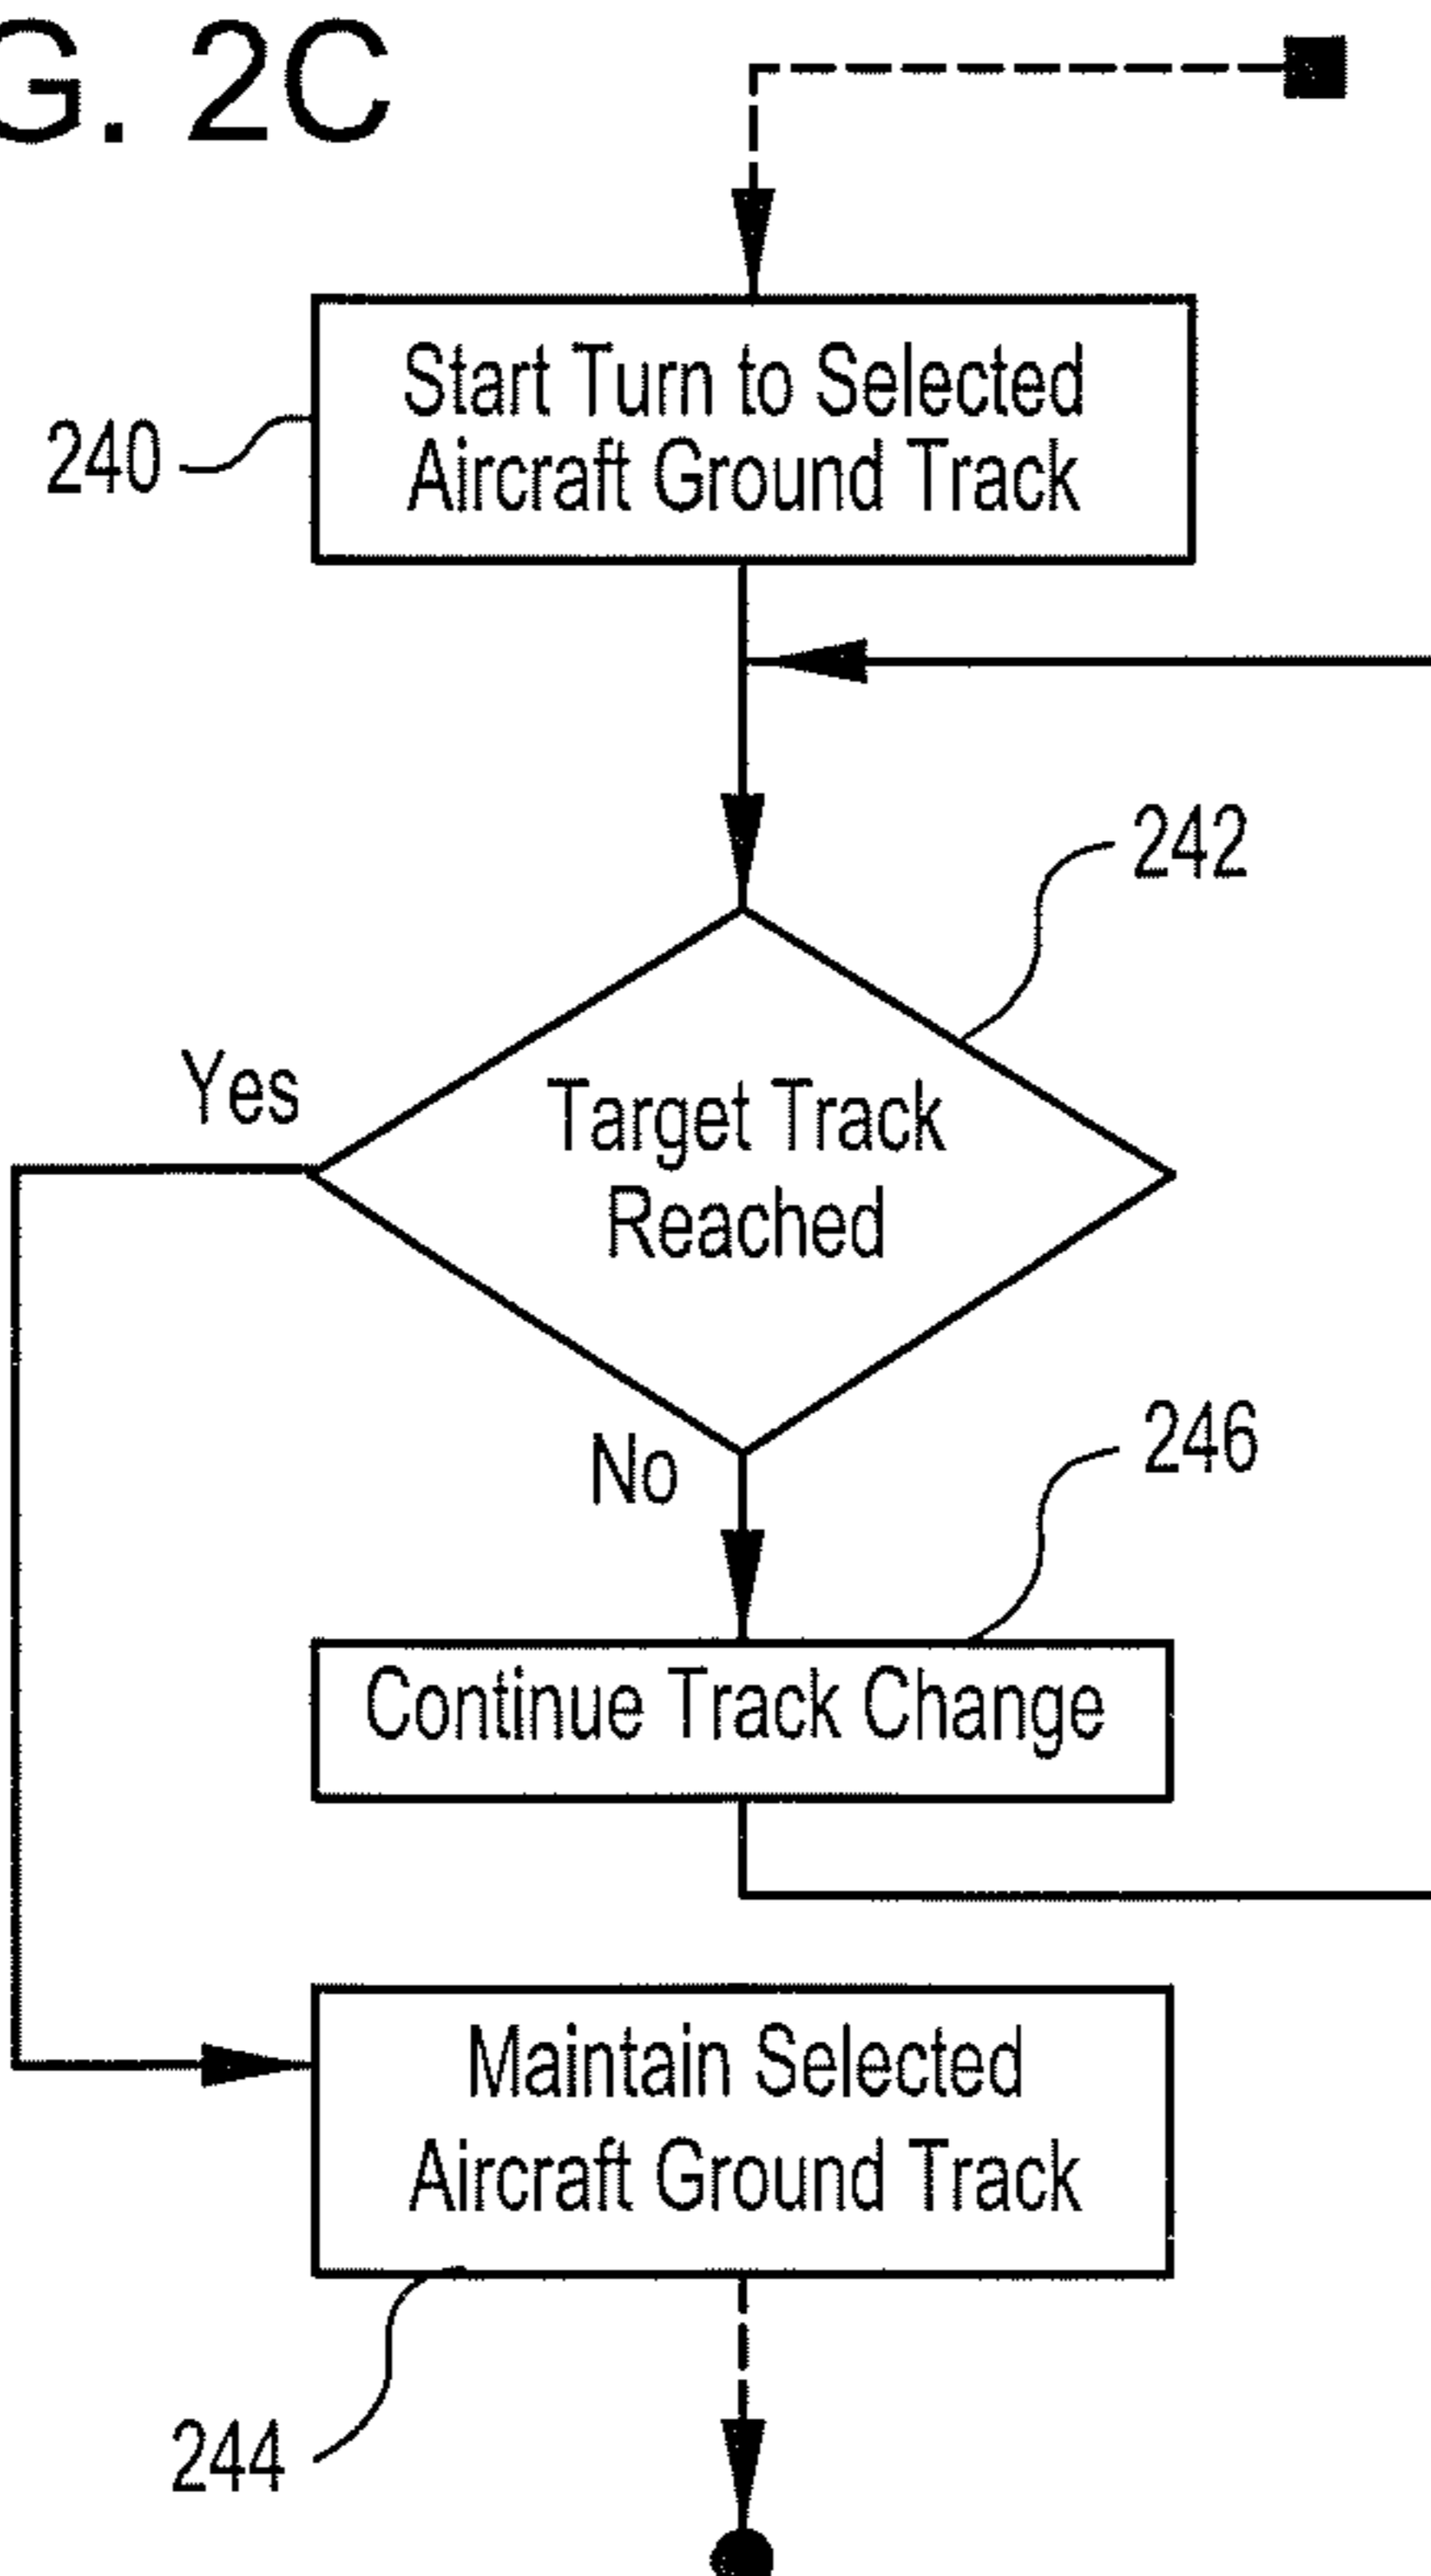 G. 2C
Start Turn to Selected
Aircraft Ground Track
240
242
Yes
Target Track
Reached
No
246
Continue Track Change
Maintain Selected
Aircraft Ground Track
244